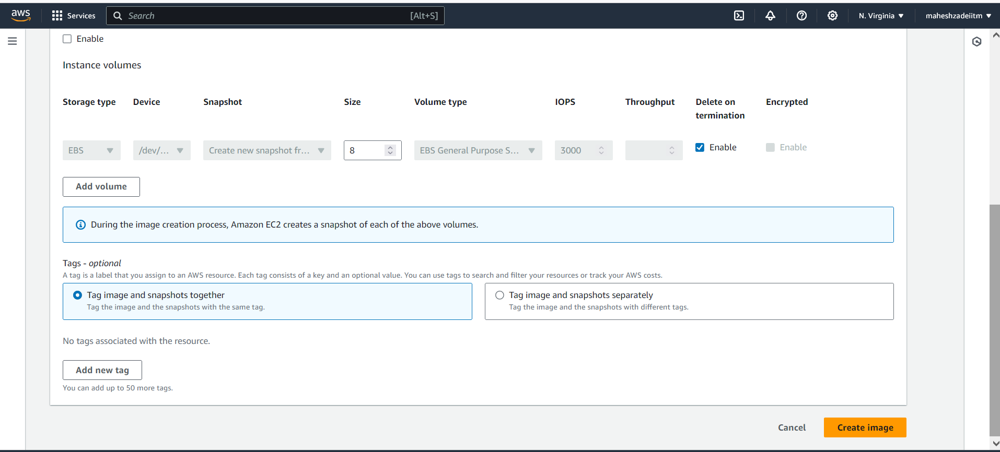 aws Services Search [Alt+S] N. Virginia maheshzadeiitm
Enable
Instance volumes
Storage type Device Snapshot Size Volume type IOPS Throughput Delete on termination Encrypted
EBS /dev/... Create new snapshot fr... 8 EBS General Purpose S... 3000 Enable Enable
Add volume
During the image creation process, Amazon EC2 creates a snapshot of each of the above volumes.
Tags - optional
A tag is a label that you assign to an AWS resource. Each tag consists of a key and an optional value. You can use tags to search and filter your resources or track your AWS costs.
Tag image and snapshots together
Tag the image and the snapshots with the same tag.
Tag image and snapshots separately
Tag the image and the snapshots with different tags.
No tags associated with the resource.
Add new tag
You can add up to 50 more tags.
Cancel Create image